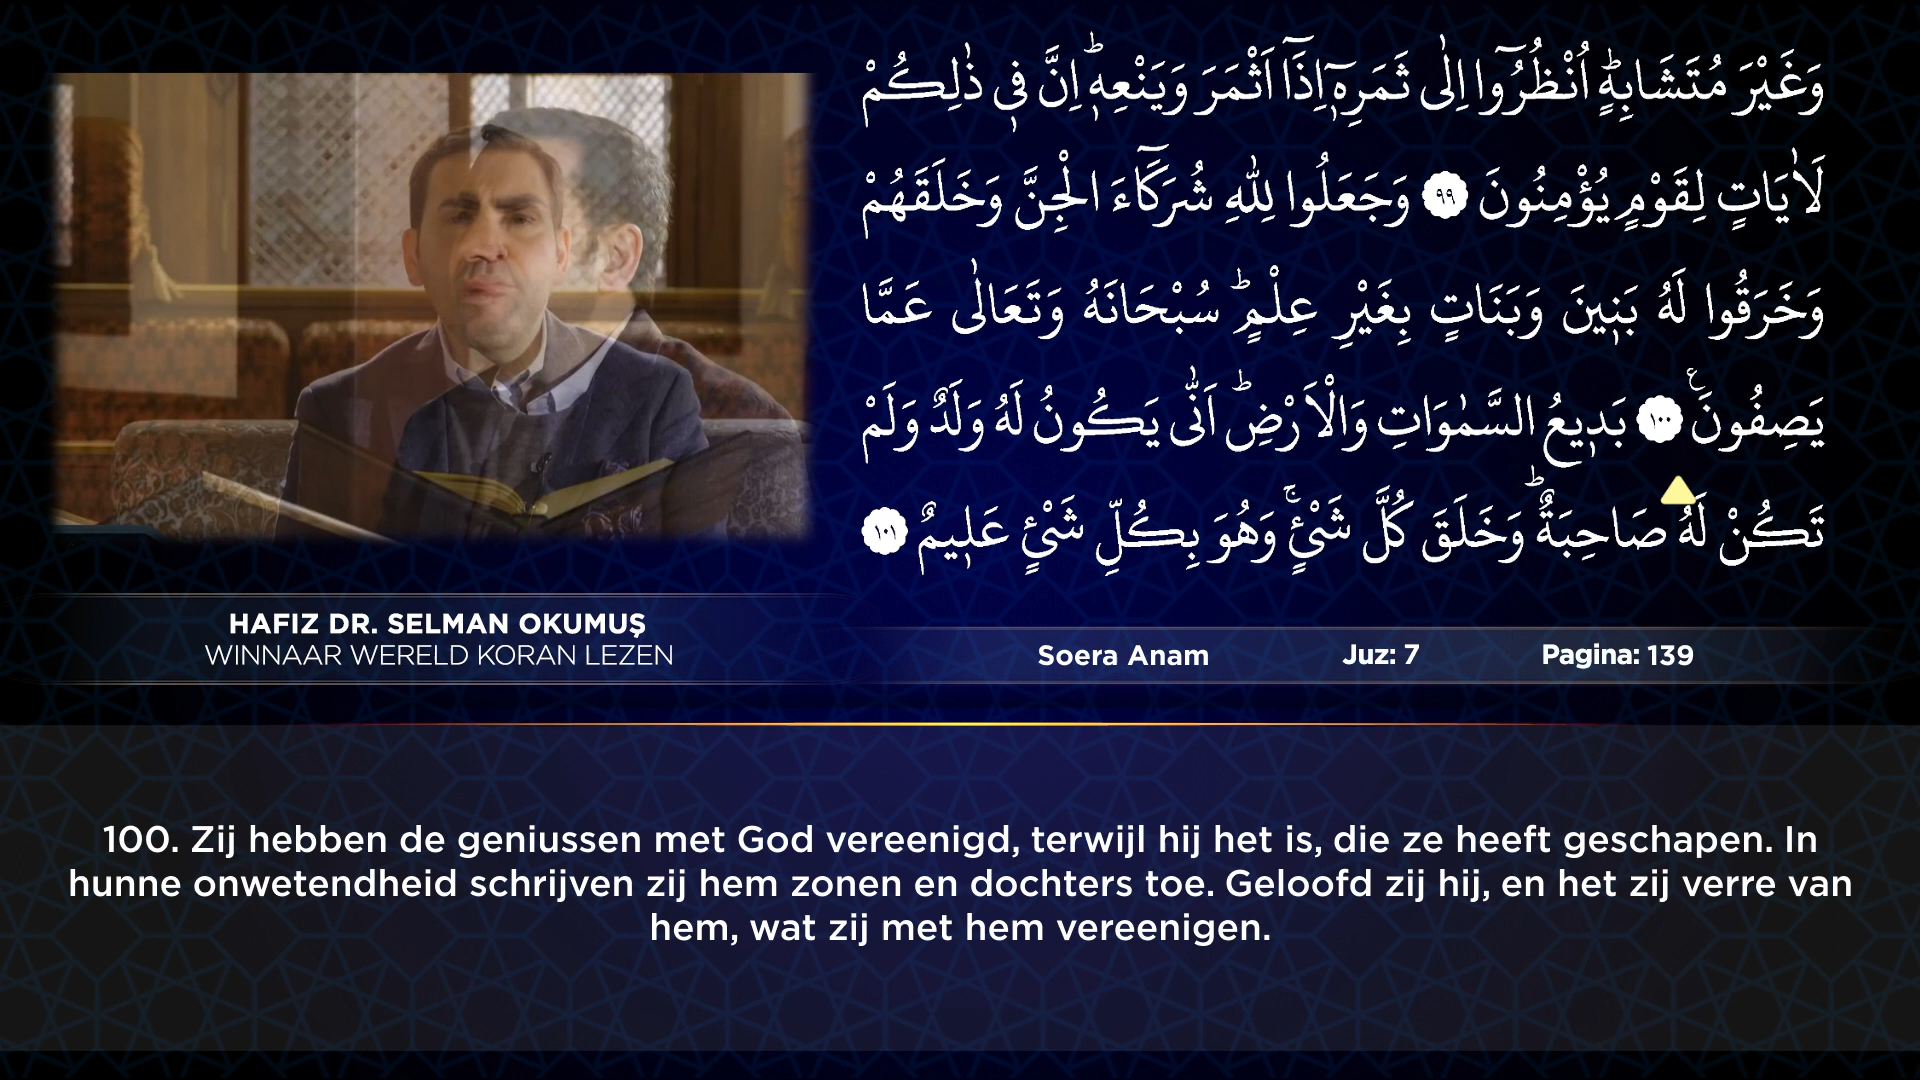 وَغَيْرَ مُتَشَابِهٍۜ اُنْظُرُٓوا اِلٰى ثَمَرِه۪ٓ اِذَٓا اَثْمَرَ وَيَنْعِه۪ۜ اِنَّ ف۪ي ذٰلِكُمْ
لَاٰيَاتٍ لِقَوْمٍ يُؤْمِنُونَ ﴿٩٩﴾ وَجَعَلُوا لِلّٰهِ شُرَكَٓاءَ الْجِنَّ وَخَلَقَهُمْ
وَخَرَقُوا لَهُ بَن۪ينَ وَبَنَاتٍ بِغَيْرِ عِلْمٍۜ سُبْحَانَهُ وَتَعَالٰى عَمَّا
يَصِفُونَ۟ ﴿١٠٠﴾ بَد۪يعُ السَّمٰوَاتِ وَالْاَرْضِۜ اَنّٰى يَكُونُ لَهُ وَلَدٌ وَلَمْ
تَكُنْ لَهُ صَاحِبَةٌۜ وَخَلَقَ كُلَّ شَيْءٍۚ وَهُوَ بِكُلِّ شَيْءٍ عَل۪يمٌ ﴿١٠١﴾
HAFIZ DR. SELMAN OKUMUŞ
WINNAAR WERELD KORAN LEZEN
Soera Anam Juz: 7 Pagina: 139
100. Zij hebben de geniussen met God vereenigd, terwijl hij het is, die ze heeft geschapen. In
hunne onwetendheid schrijven zij hem zonen en dochters toe. Geloofd zij hij, en het zij verre van
hem, wat zij met hem vereenigen.